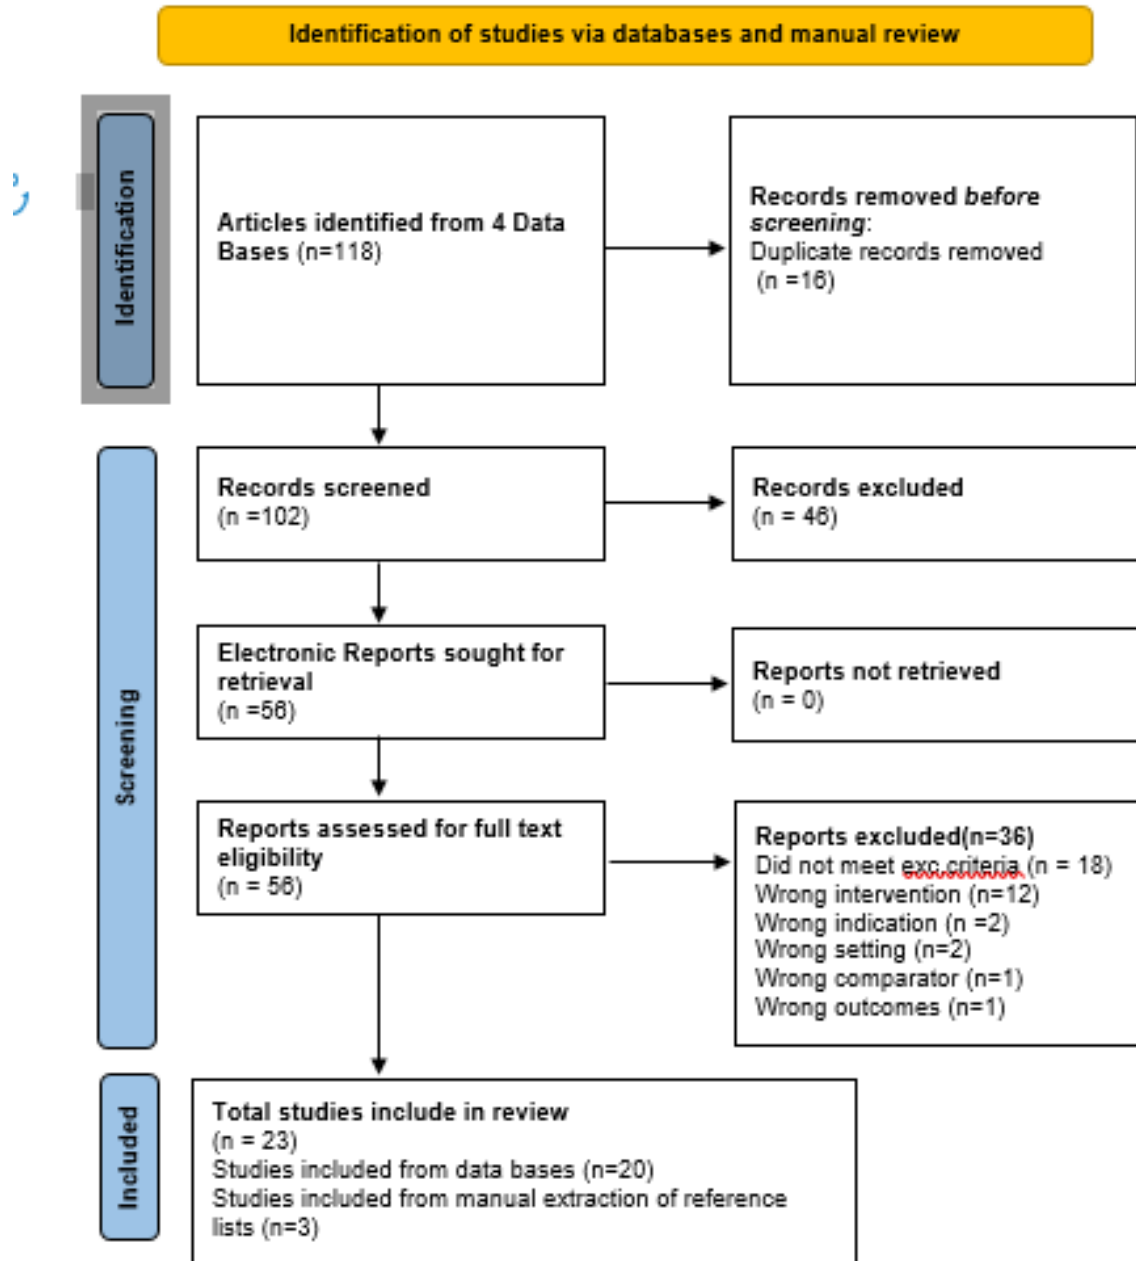 Identification of studies via databases and manual review
Identification
Articles identified from 4 Data
Bases (n=118)
Records removed before
screening:
Duplicate records removed
(n =16)
Screening
Records screened
(n =102)
Records excluded
(n = 46)
Electronic Reports sought for
retrieval
(n =56)
Reports not retrieved
(n = 0)
Reports assessed for full text
eligibility
(n = 56)
Reports excluded(n=36)
Did not meet exc.criteria (n = 18)
Wrong intervention (n=12)
Wrong indication (n =2)
Wrong setting (n=2)
Wrong comparator (n=1)
Wrong outcomes (n=1)
Included
Total studies include in review
(n = 23)
Studies included from data bases (n=20)
Studies included from manual extraction of reference
lists (n=3)